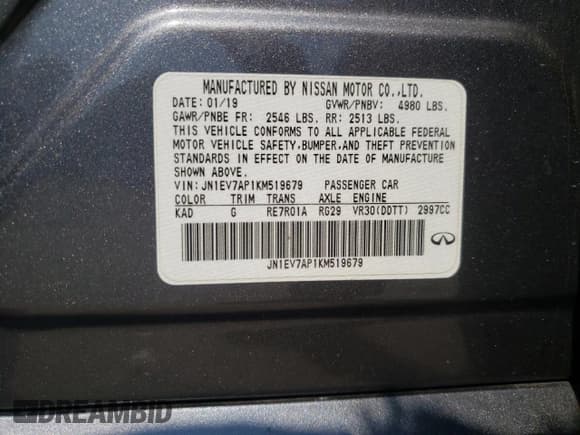 MANUFACTURED BY NISSAN MOTOR CO.,LTD.
DATE: 01/19 GVWR/PNBV: 4980 LBS.
GAWR/PNBE FR: 2546 LBS. RR: 2513 LBS.
THIS VEHICLE CONFORMS TO ALL APPLICABLE FEDERAL
MOTOR VEHICLE SAFETY,BUMPER,AND THEFT PREVENTION
STANDARDS IN EFFECT ON THE DATE OF MANUFACTURE
SHOWN ABOVE.
VIN: JN1EV7AP1KM519679 PASSENGER CAR
COLOR TRIM TRANS AXLE ENGINE
KAD G RE7R01A RG29 VR30(DDTT) 2997CC
JN1EV7AP1KM519679
DREAMBID